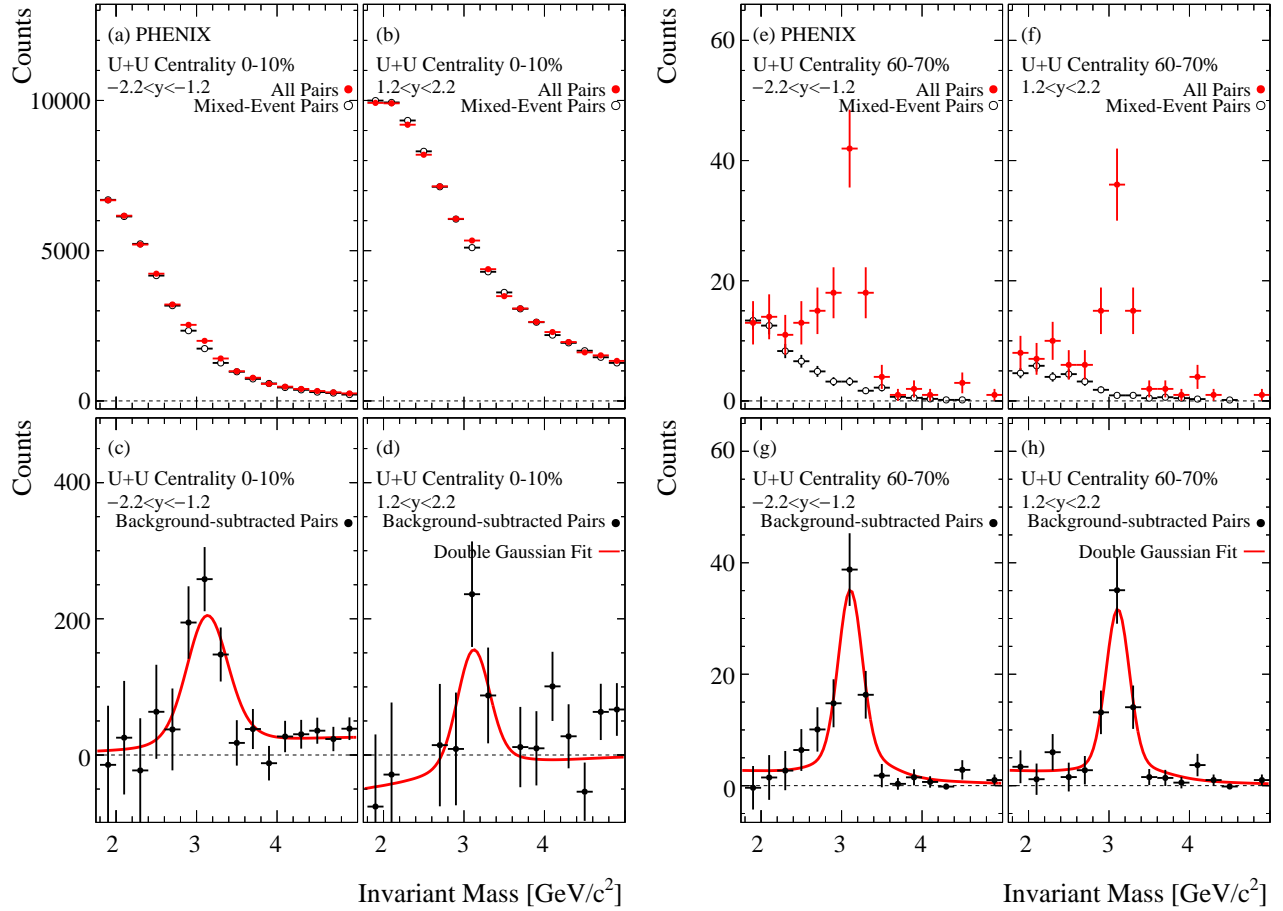 Counts
(a) PHENIX
U+U Centrality 0-10%
−2.2<y<−1.2
All Pairs
Mixed-Event Pairs
10000
5000
0
(b)
U+U Centrality 0-10%
1.2<y<2.2
All Pairs
Mixed-Event Pairs
Counts
(c)
U+U Centrality 0-10%
−2.2<y<−1.2
Background-subtracted Pairs
400
200
0
2 3 4
(d)
U+U Centrality 0-10%
1.2<y<2.2
Background-subtracted Pairs
Double Gaussian Fit
2 3 4
Invariant Mass [GeV/c²]
Counts
(e) PHENIX
U+U Centrality 60-70%
−2.2<y<−1.2
All Pairs
Mixed-Event Pairs
60
40
20
0
(f)
U+U Centrality 60-70%
1.2<y<2.2
All Pairs
Mixed-Event Pairs
Counts
(g)
U+U Centrality 60-70%
−2.2<y<−1.2
Background-subtracted Pairs
60
40
20
0
2 3 4
(h)
U+U Centrality 60-70%
1.2<y<2.2
Background-subtracted Pairs
Double Gaussian Fit
2 3 4
Invariant Mass [GeV/c²]